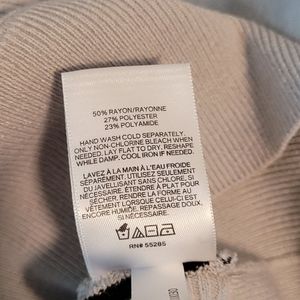 50% RAYON/RAYONNE
27% POLYESTER
23% POLYAMIDE
HAND WASH COLD SEPARATELY.
ONLY NON-CHLORINE BLEACH WHEN
NEEDED. LAY FLAT TO DRY. RESHAPE
WHILE DAMP. COOL IRON IF NEEDED.
LAVEZ À LA MAIN À L'EAU FROIDE
SÉPARÉMENT. UTILISEZ SEULEMENT
DU JAVELLISANT SANS CHLORE, SI
NÉCESSAIRE. ÉTENDRE À PLAT POUR
SÉCHER. RENDRE LA FORME AU
VÊTEMENT LORSQUE CELUI-CI EST
ENCORE HUMIDE. REPASSAGE DOUX
SI NÉCESSAIRE.
RN# 55285